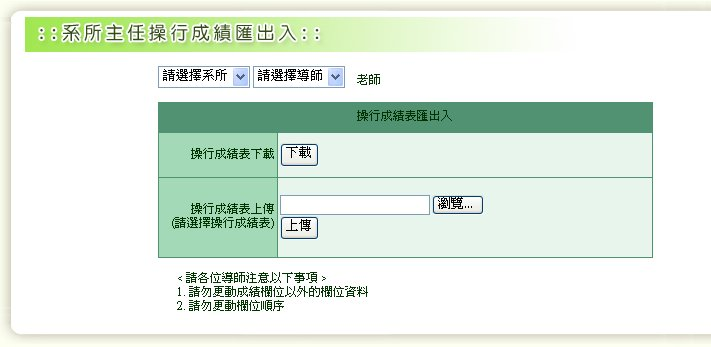 ::系所主任操行成績匯出入::
請選擇系所 請選擇導師 老師
操行成績表匯出入
操行成績表下載 下載
操行成績表上傳
(請選擇操行成績表)
瀏覽...
上傳
<請各位導師注意以下事項>
1.請勿更動成績欄位以外的欄位資料
2.請勿更動欄位順序